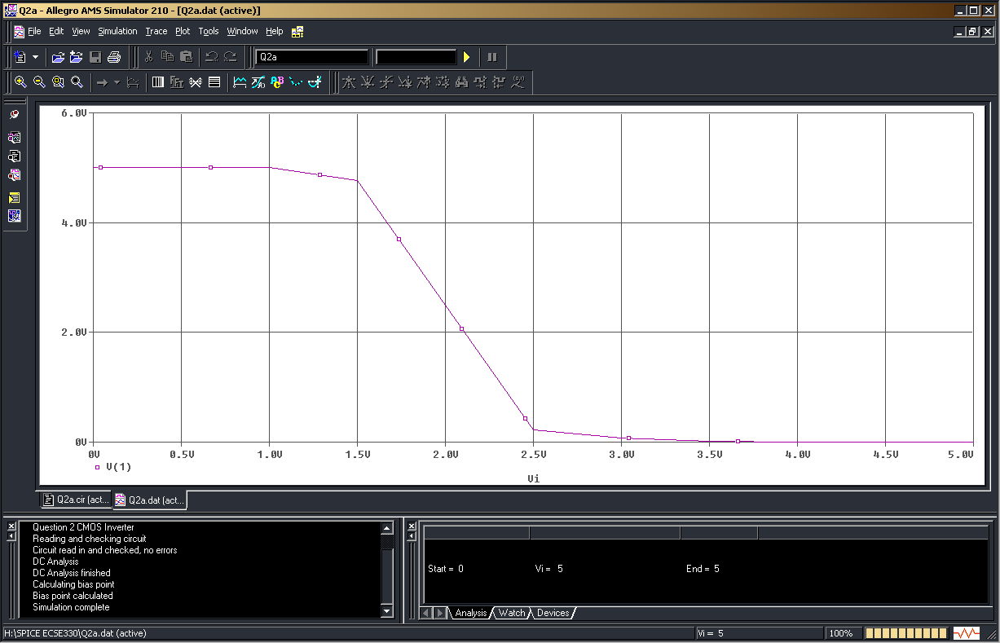 Q2a - Allegro AMS Simulator 210 - [Q2a.dat (active)]
File Edit View Simulation Trace Plot Tools Window Help
Q2a
6.0V
4.0V
2.0V
0V
0V 0.5V 1.0V 1.5V 2.0V 2.5V 3.0V 3.5V 4.0V 4.5V 5.0V
V(1)
Vi
Q2a.cir (act... Q2a.dat (act...
Question 2 CMOS Inverter
Reading and checking circuit
Circuit read in and checked, no errors
DC Analysis
DC Analysis finished
Calculating bias point
Bias point calculated
Simulation complete
Start = 0 Vi = 5 End = 5
Analysis Watch Devices
H:\SPICE ECSE330\Q2a.dat (active) Vi = 5 100%